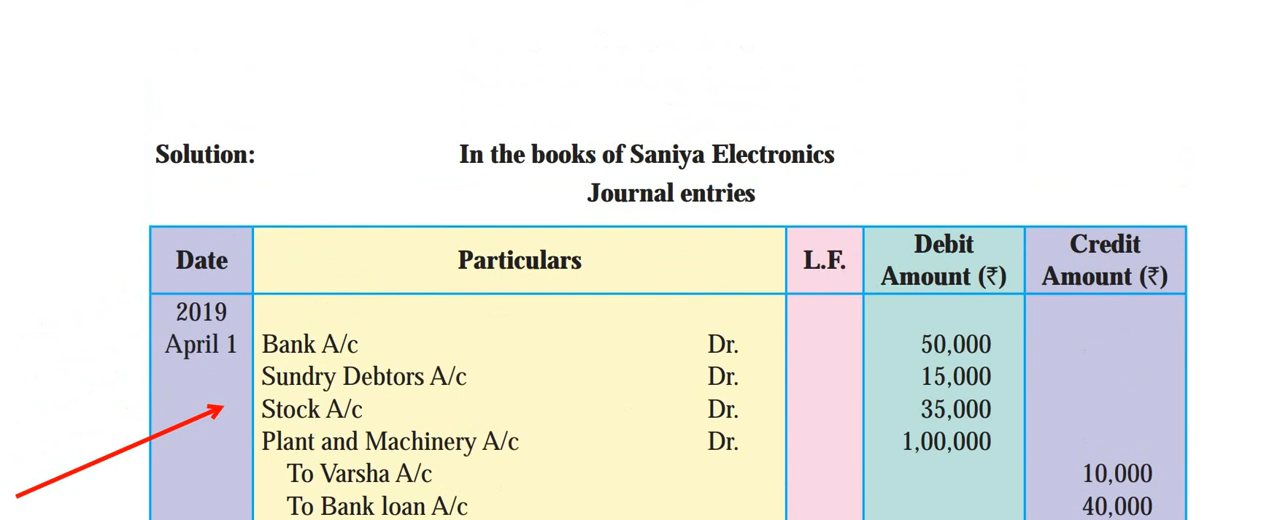 Solution: In the books of Saniya Electronics
Journal entries
Date Particulars L.F. Debit Amount (₹) Credit Amount (₹)
2019
April 1 Bank A/c Dr. 50,000
Sundry Debtors A/c Dr. 15,000
Stock A/c Dr. 35,000
Plant and Machinery A/c Dr. 1,00,000
To Varsha A/c 10,000
To Bank loan A/c 40,000